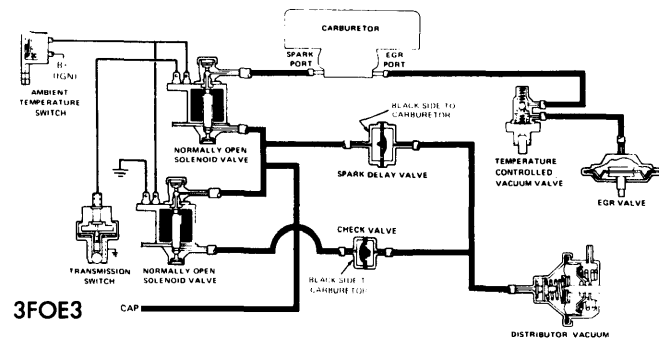 CARBURETOR
SPARK PORT
EGR PORT
B+
(IGN)
AMBIENT
TEMPERATURE
SWITCH
BLACK SIDE TO
CARBURETOR
NORMALLY OPEN
SOLENOID VALVE
SPARK DELAY VALVE
TEMPERATURE
CONTROLLED
VACUUM VALVE
EGR VALVE
CHECK VALVE
TRANSMISSION
SWITCH
NORMALLY OPEN
SOLENOID VALVE
BLACK SIDE T
CARBURETOR
3FOE3
CAP
DISTRIBUTOR VACUUM